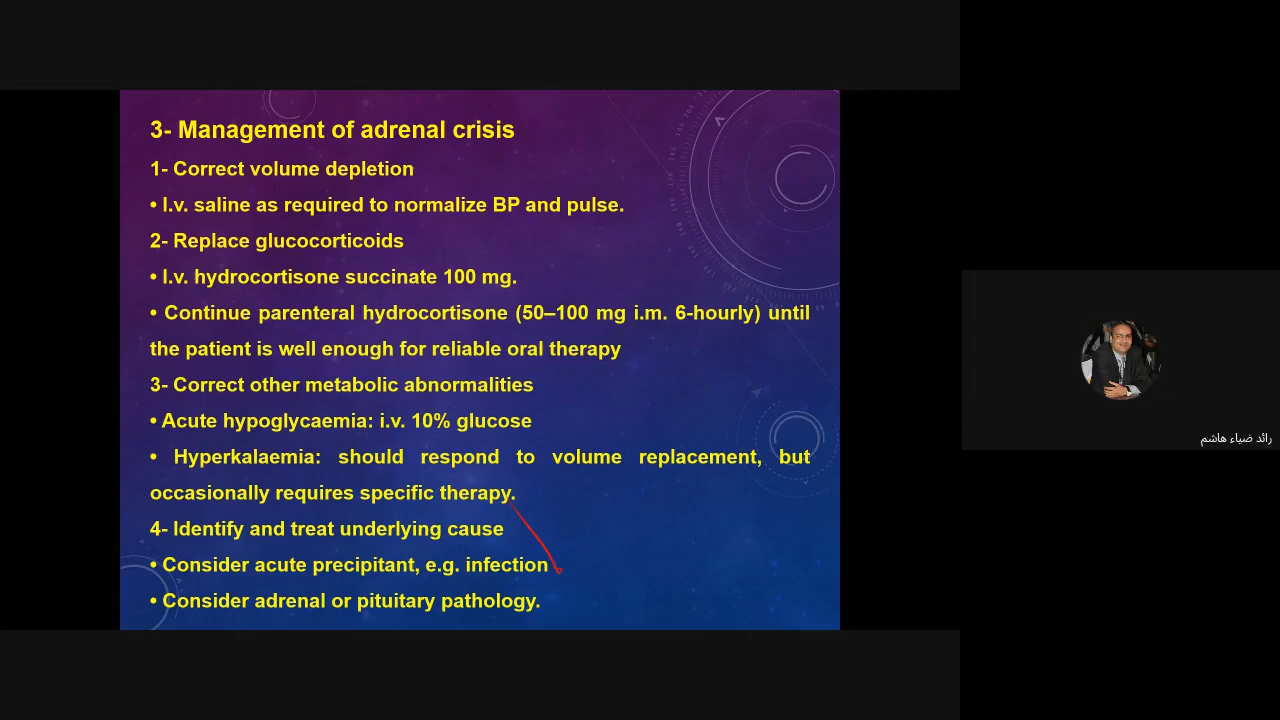 3- Management of adrenal crisis
1- Correct volume depletion
• I.v. saline as required to normalize BP and pulse.
2- Replace glucocorticoids
• I.v. hydrocortisone succinate 100 mg.
• Continue parenteral hydrocortisone (50–100 mg i.m. 6-hourly) until
the patient is well enough for reliable oral therapy
3- Correct other metabolic abnormalities
• Acute hypoglycaemia: i.v. 10% glucose
• Hyperkalaemia: should respond to volume replacement, but
occasionally requires specific therapy.
4- Identify and treat underlying cause
• Consider acute precipitant, e.g. infection
• Consider adrenal or pituitary pathology.
رائد ضياء هاشم